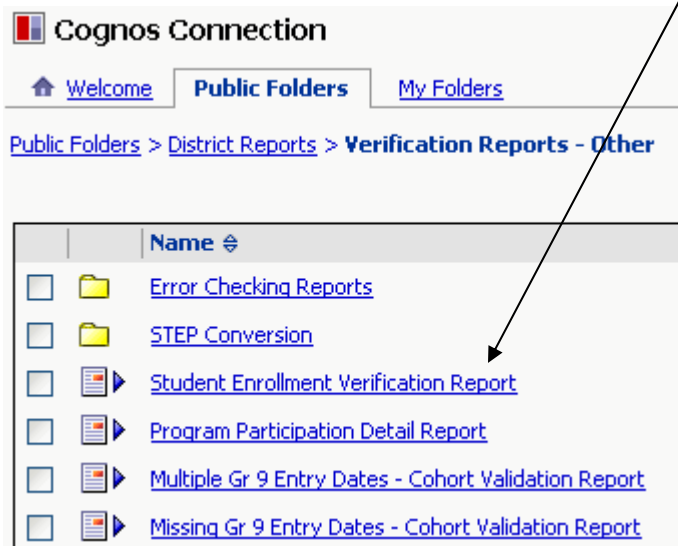 Cognos Connection
Welcome Public Folders My Folders
Public Folders > District Reports > Verification Reports - Other
Name
Error Checking Reports
STEP Conversion
Student Enrollment Verification Report
Program Participation Detail Report
Multiple Gr 9 Entry Dates - Cohort Validation Report
Missing Gr 9 Entry Dates - Cohort Validation Report